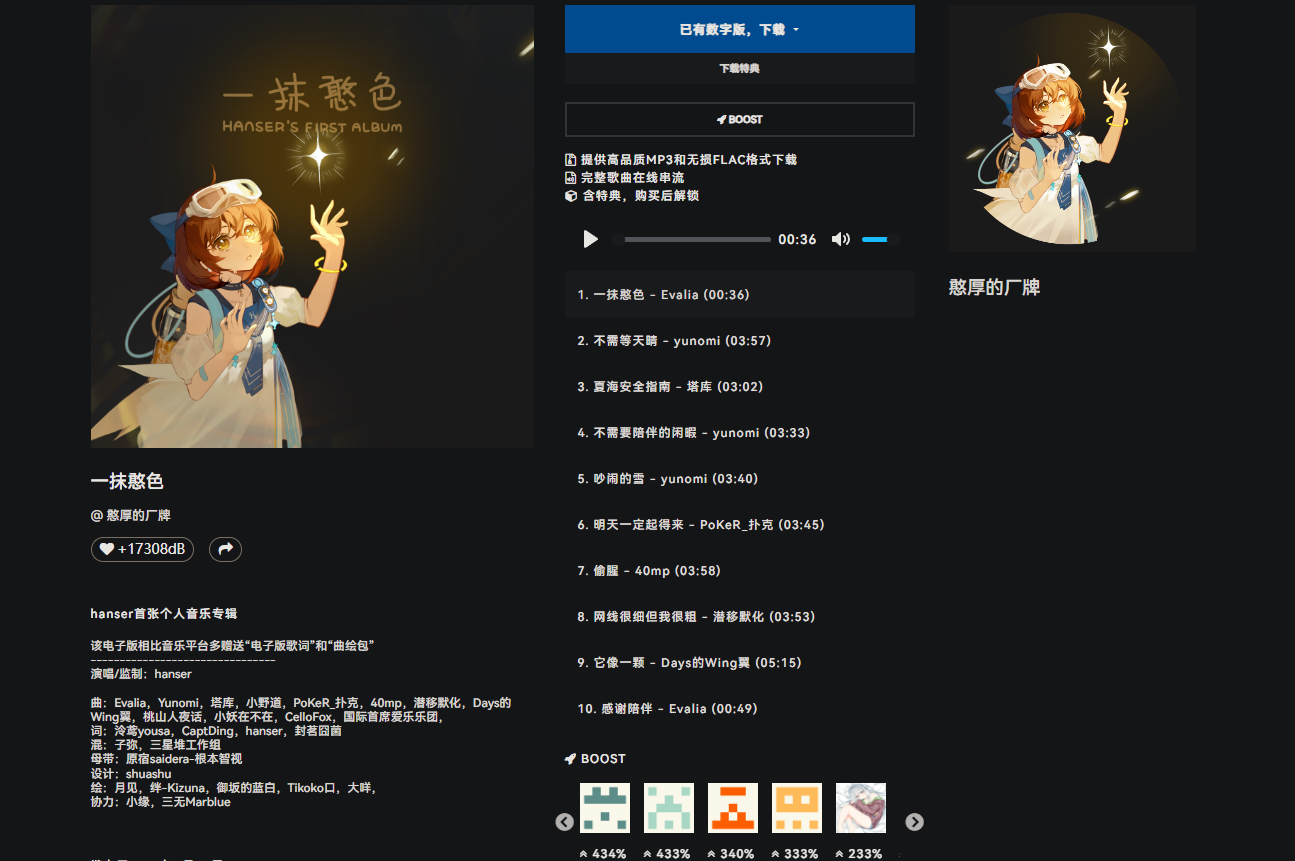 一抹憨色
HANSER'S FIRST ALBUM
一抹憨色
@ 憨厚的厂牌
+17308dB
hanser首张个人音乐专辑
该电子版相比音乐平台多赠送“电子版歌词”和“曲绘包”
--------------------------------
演唱/监制：hanser
曲：Evalia，Yunomi，塔库，小野道，PoKeR_扑克，40mp，潜移默化，Days的
Wing翼，桃山人夜话，小妖在不在，CelloFox，国际首席爱乐乐团，
词：泠鸢yousa，CaptDing，hanser，封茗囧菌
混：子弥，三星堆工作组
母带：原宿saidera-根本智视
设计：shuashu
绘：月见，绊-Kizuna，御坂的蓝白，Tikoko口，大咩，
协力：小缘，三无Marblue
已有数字版，下载
下载特典
BOOST
提供高品质MP3和无损FLAC格式下载
完整歌曲在线串流
含特典，购买后解锁
00:36
1. 一抹憨色 - Evalia (00:36)
2. 不需等天晴 - yunomi (03:57)
3. 夏海安全指南 - 塔库 (03:02)
4. 不需要陪伴的闲暇 - yunomi (03:33)
5. 吵闹的雪 - yunomi (03:40)
6. 明天一定起得来 - PoKeR_扑克 (03:45)
7. 偷腥 - 40mp (03:58)
8. 网线很细但我很粗 - 潜移默化 (03:53)
9. 它像一颗 - Days的Wing翼 (05:15)
10. 感谢陪伴 - Evalia (00:49)
BOOST
434%
433%
340%
333%
233%
憨厚的厂牌